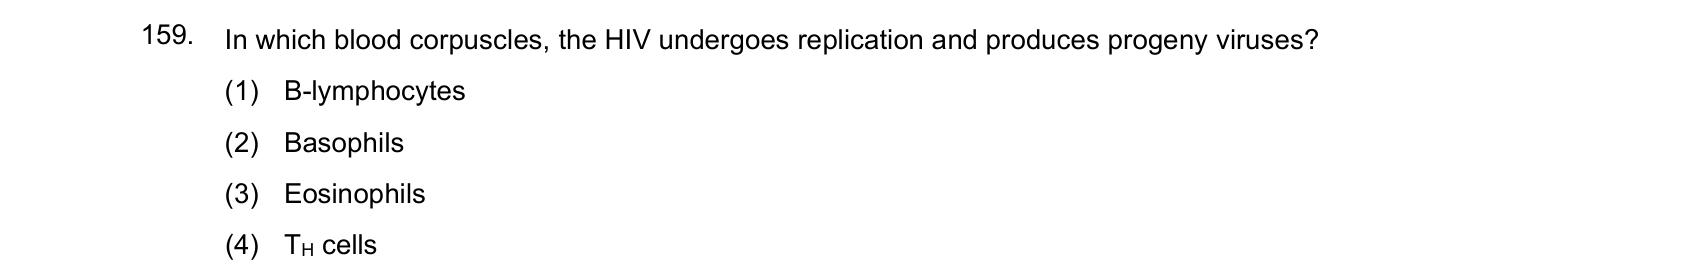 159. In which blood corpuscles, the HIV undergoes replication and produces progeny viruses?
(1) B-lymphocytes
(2) Basophils
(3) Eosinophils
(4) TH cells